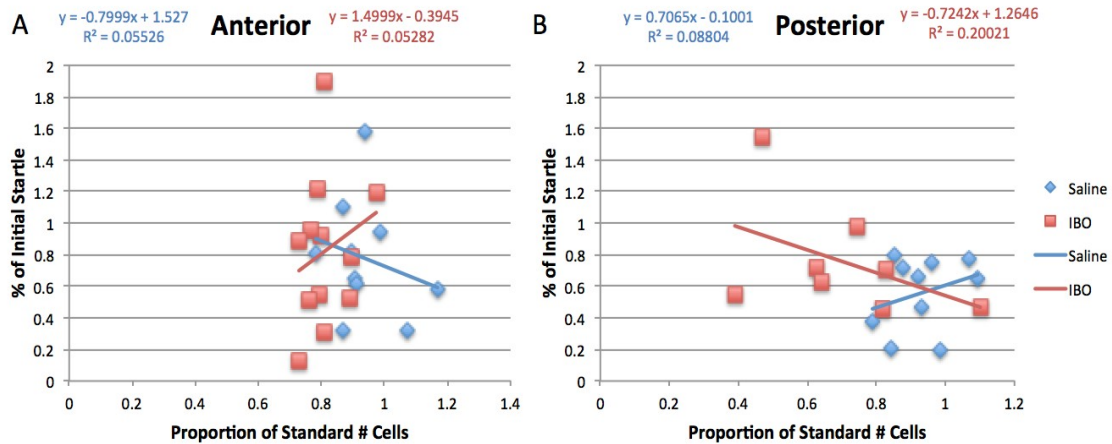 A
y = -0.7999x + 1.527
R² = 0.05526
Anterior
y = 1.4999x - 0.3945
R² = 0.05282
% of Initial Startle
2
1.8
1.6
1.4
1.2
1
0.8
0.6
0.4
0.2
0
0 0.2 0.4 0.6 0.8 1 1.2 1.4
Proportion of Standard # Cells
B
y = 0.7065x - 0.1001
R² = 0.08804
Posterior
y = -0.7242x + 1.2646
R² = 0.20021
% of Initial Startle
2
1.8
1.6
1.4
1.2
1
0.8
0.6
0.4
0.2
0
0 0.2 0.4 0.6 0.8 1 1.2
Proportion of Standard # Cells
Saline
IBO
Saline
IBO